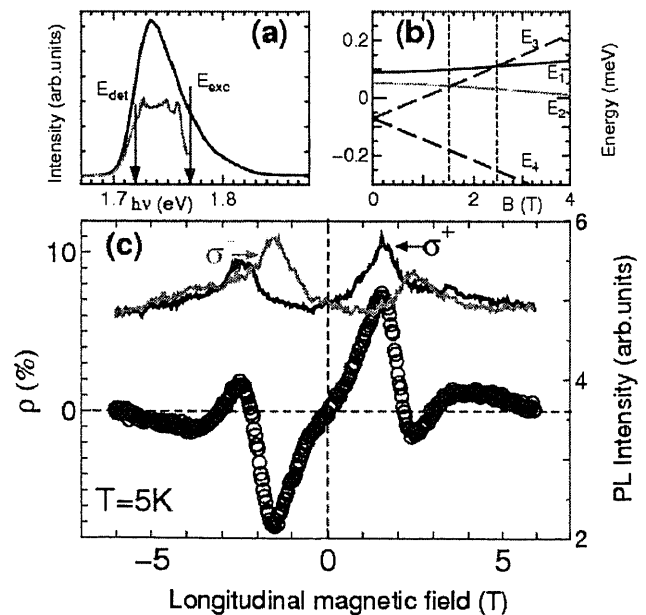 (a)
E_det
E_exc
Intensity (arb.units)
1.7
hν (eV)
1.8
(b)
E_3
E_1
E_2
E_4
0.2
0
−0.2
Energy (meV)
0
2
B (T)
4
(c)
σ^-
σ^+
10
0
ρ (%)
T=5K
6
4
2
PL Intensity (arb.units)
−5
0
5
Longitudinal magnetic field (T)